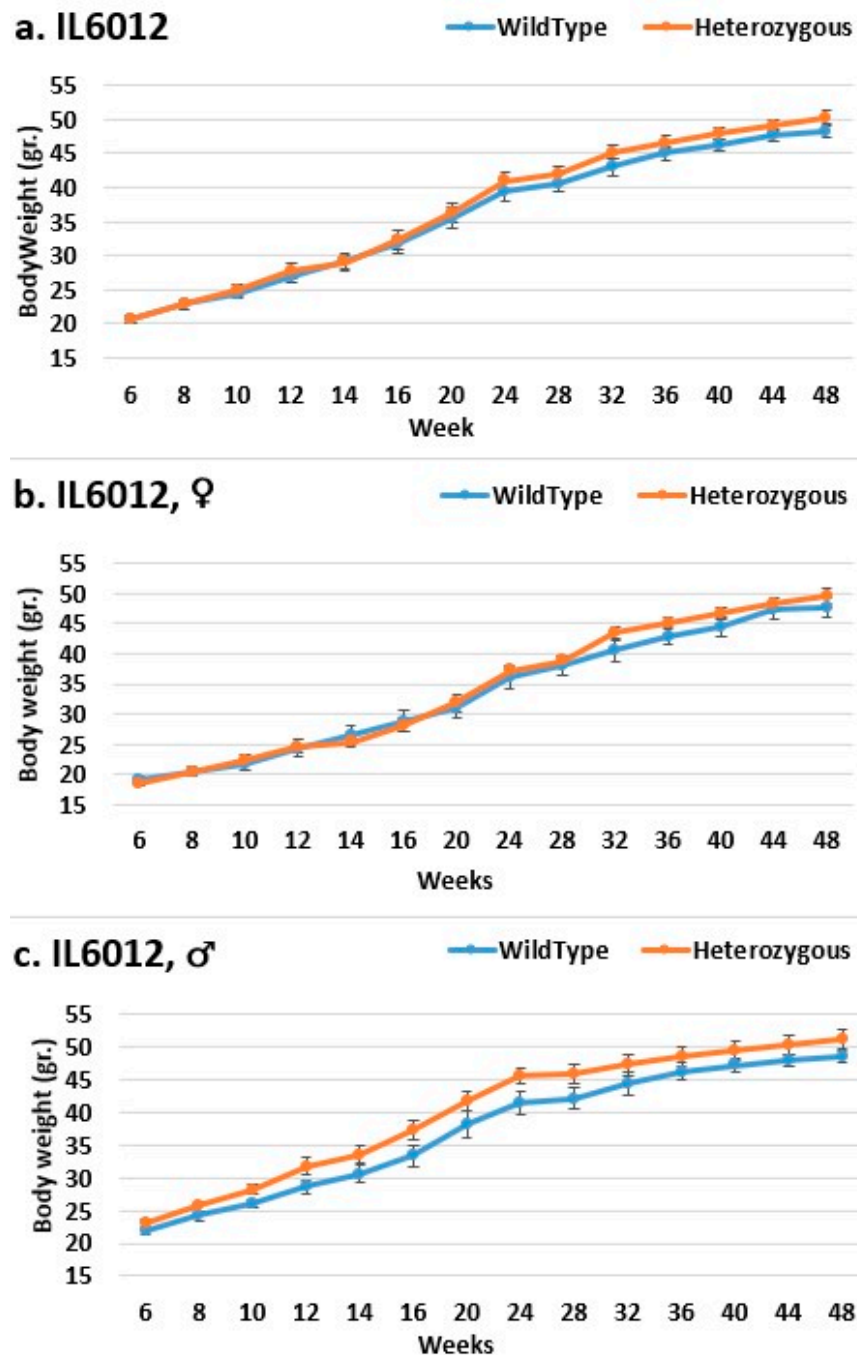 a. IL6012
WildType Heterozygous
BodyWeight (gr.)
55
50
45
40
35
30
25
20
15
6 8 10 12 14 16 20 24 28 32 36 40 44 48
Week
b. IL6012, ♀
WildType Heterozygous
Body weight (gr.)
55
50
45
40
35
30
25
20
15
6 8 10 12 14 16 20 24 28 32 36 40 44 48
Weeks
c. IL6012, ♂
WildType Heterozygous
Body weight (gr.)
55
50
45
40
35
30
25
20
15
6 8 10 12 14 16 20 24 28 32 36 40 44 48
Weeks